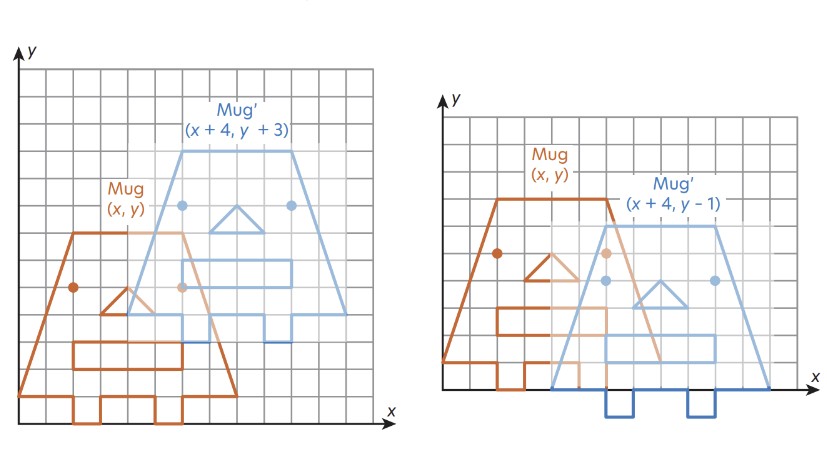 y
Mug'
(x + 4, y + 3)
Mug
(x, y)
x
y
Mug
(x, y)
Mug'
(x + 4, y − 1)
x